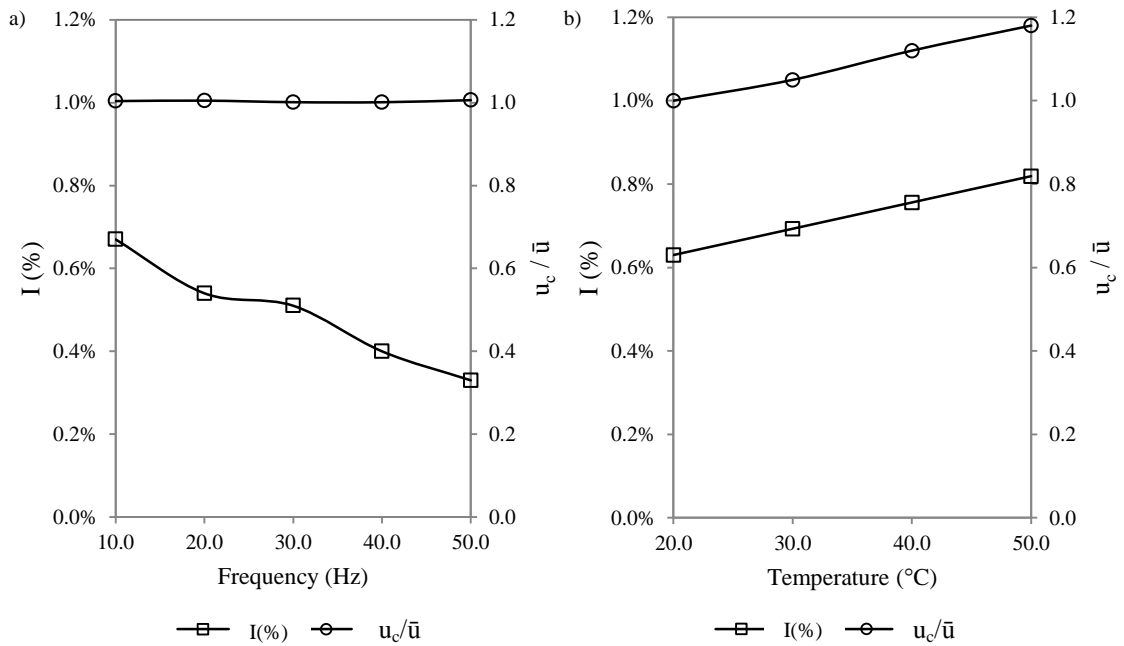 a)
1.2%
1.0%
0.8%
0.6%
0.4%
0.2%
0.0%
I (%)
1.2
1.0
0.8
0.6
0.4
0.2
0.0
u_c / ū
10.0 20.0 30.0 40.0 50.0
Frequency (Hz)
I(%) u_c/ū
b)
1.2%
1.0%
0.8%
0.6%
0.4%
0.2%
0.0%
I (%)
1.2
1.0
0.8
0.6
0.4
0.2
0.0
u_c / ū
20.0 30.0 40.0 50.0
Temperature (°C)
I(%) u_c/ū